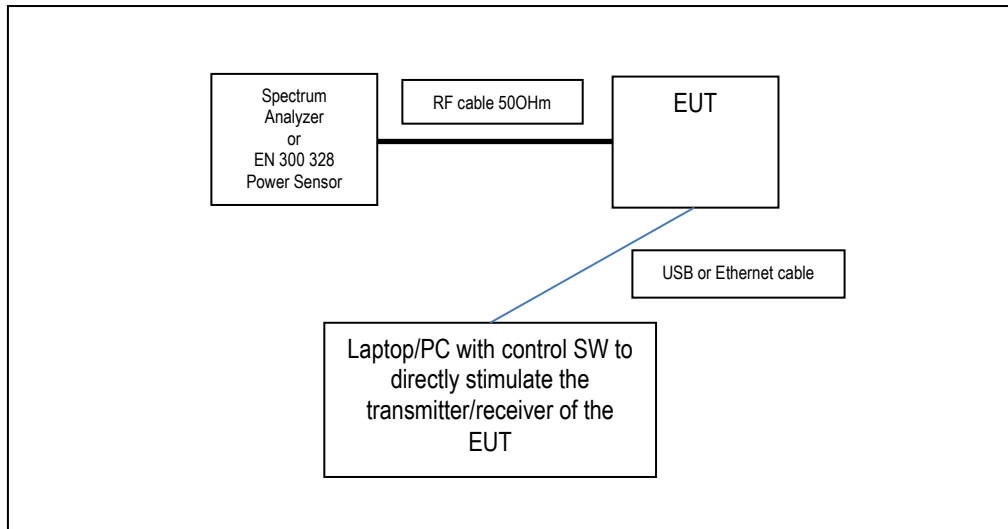 Spectrum
Analyzer
or
EN 300 328
Power Sensor
RF cable 50OHm
EUT
USB or Ethernet cable
Laptop/PC with control SW to
directly stimulate the
transmitter/receiver of the
EUT